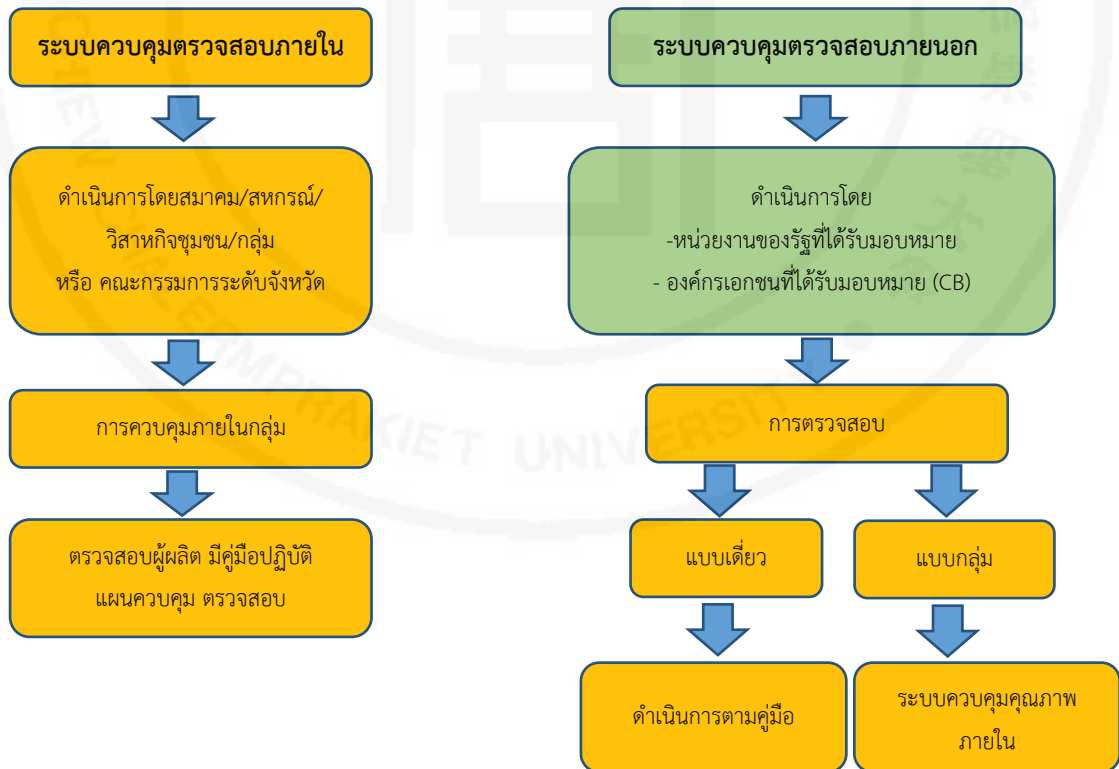 ระบบควบคุมตรวจสอบภายใน
ดำเนินการโดยสมาคม/สหกรณ์/
วิสาหกิจชุมชน/กลุ่ม
หรือ คณะกรรมการระดับจังหวัด
การควบคุมภายในกลุ่ม
ตรวจสอบผู้ผลิต มีคู่มือปฏิบัติ
แผนควบคุม ตรวจสอบ
ระบบควบคุมตรวจสอบภายนอก
ดำเนินการโดย
-หน่วยงานของรัฐที่ได้รับมอบหมาย
- องค์กรเอกชนที่ได้รับมอบหมาย (CB)
การตรวจสอบ
แบบเดี่ยว
แบบกลุ่ม
ดำเนินการตามคู่มือ
ระบบควบคุมคุณภาพ
ภายใน
CHALERMPRAKIET UNIVERSITY